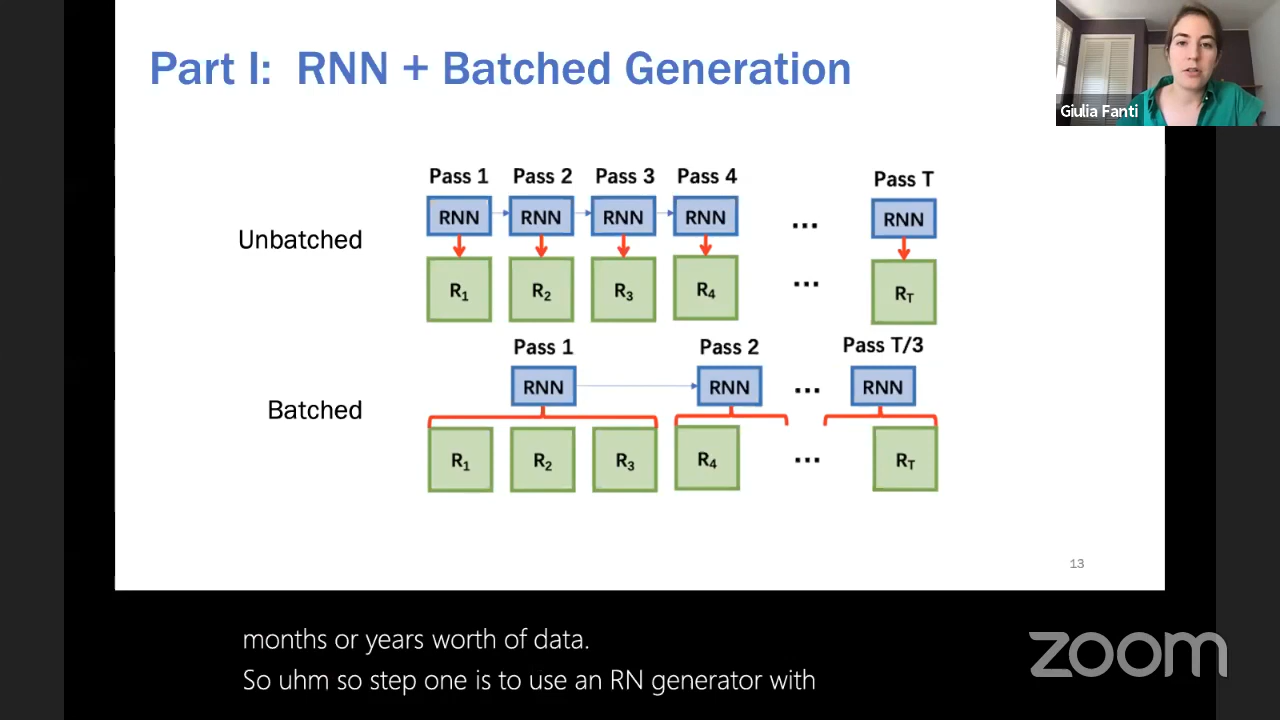 Part I: RNN + Batched Generation
Giulia Fanti
Pass 1 Pass 2 Pass 3 Pass 4 Pass T
Unbatched RNN RNN RNN RNN ... RNN
R1 R2 R3 R4 ... RT
Pass 1 Pass 2 Pass T/3
Batched RNN RNN ... RNN
R1 R2 R3 R4 ... RT
13
months or years worth of data.
So uhm so step one is to use an RN generator with
zoom